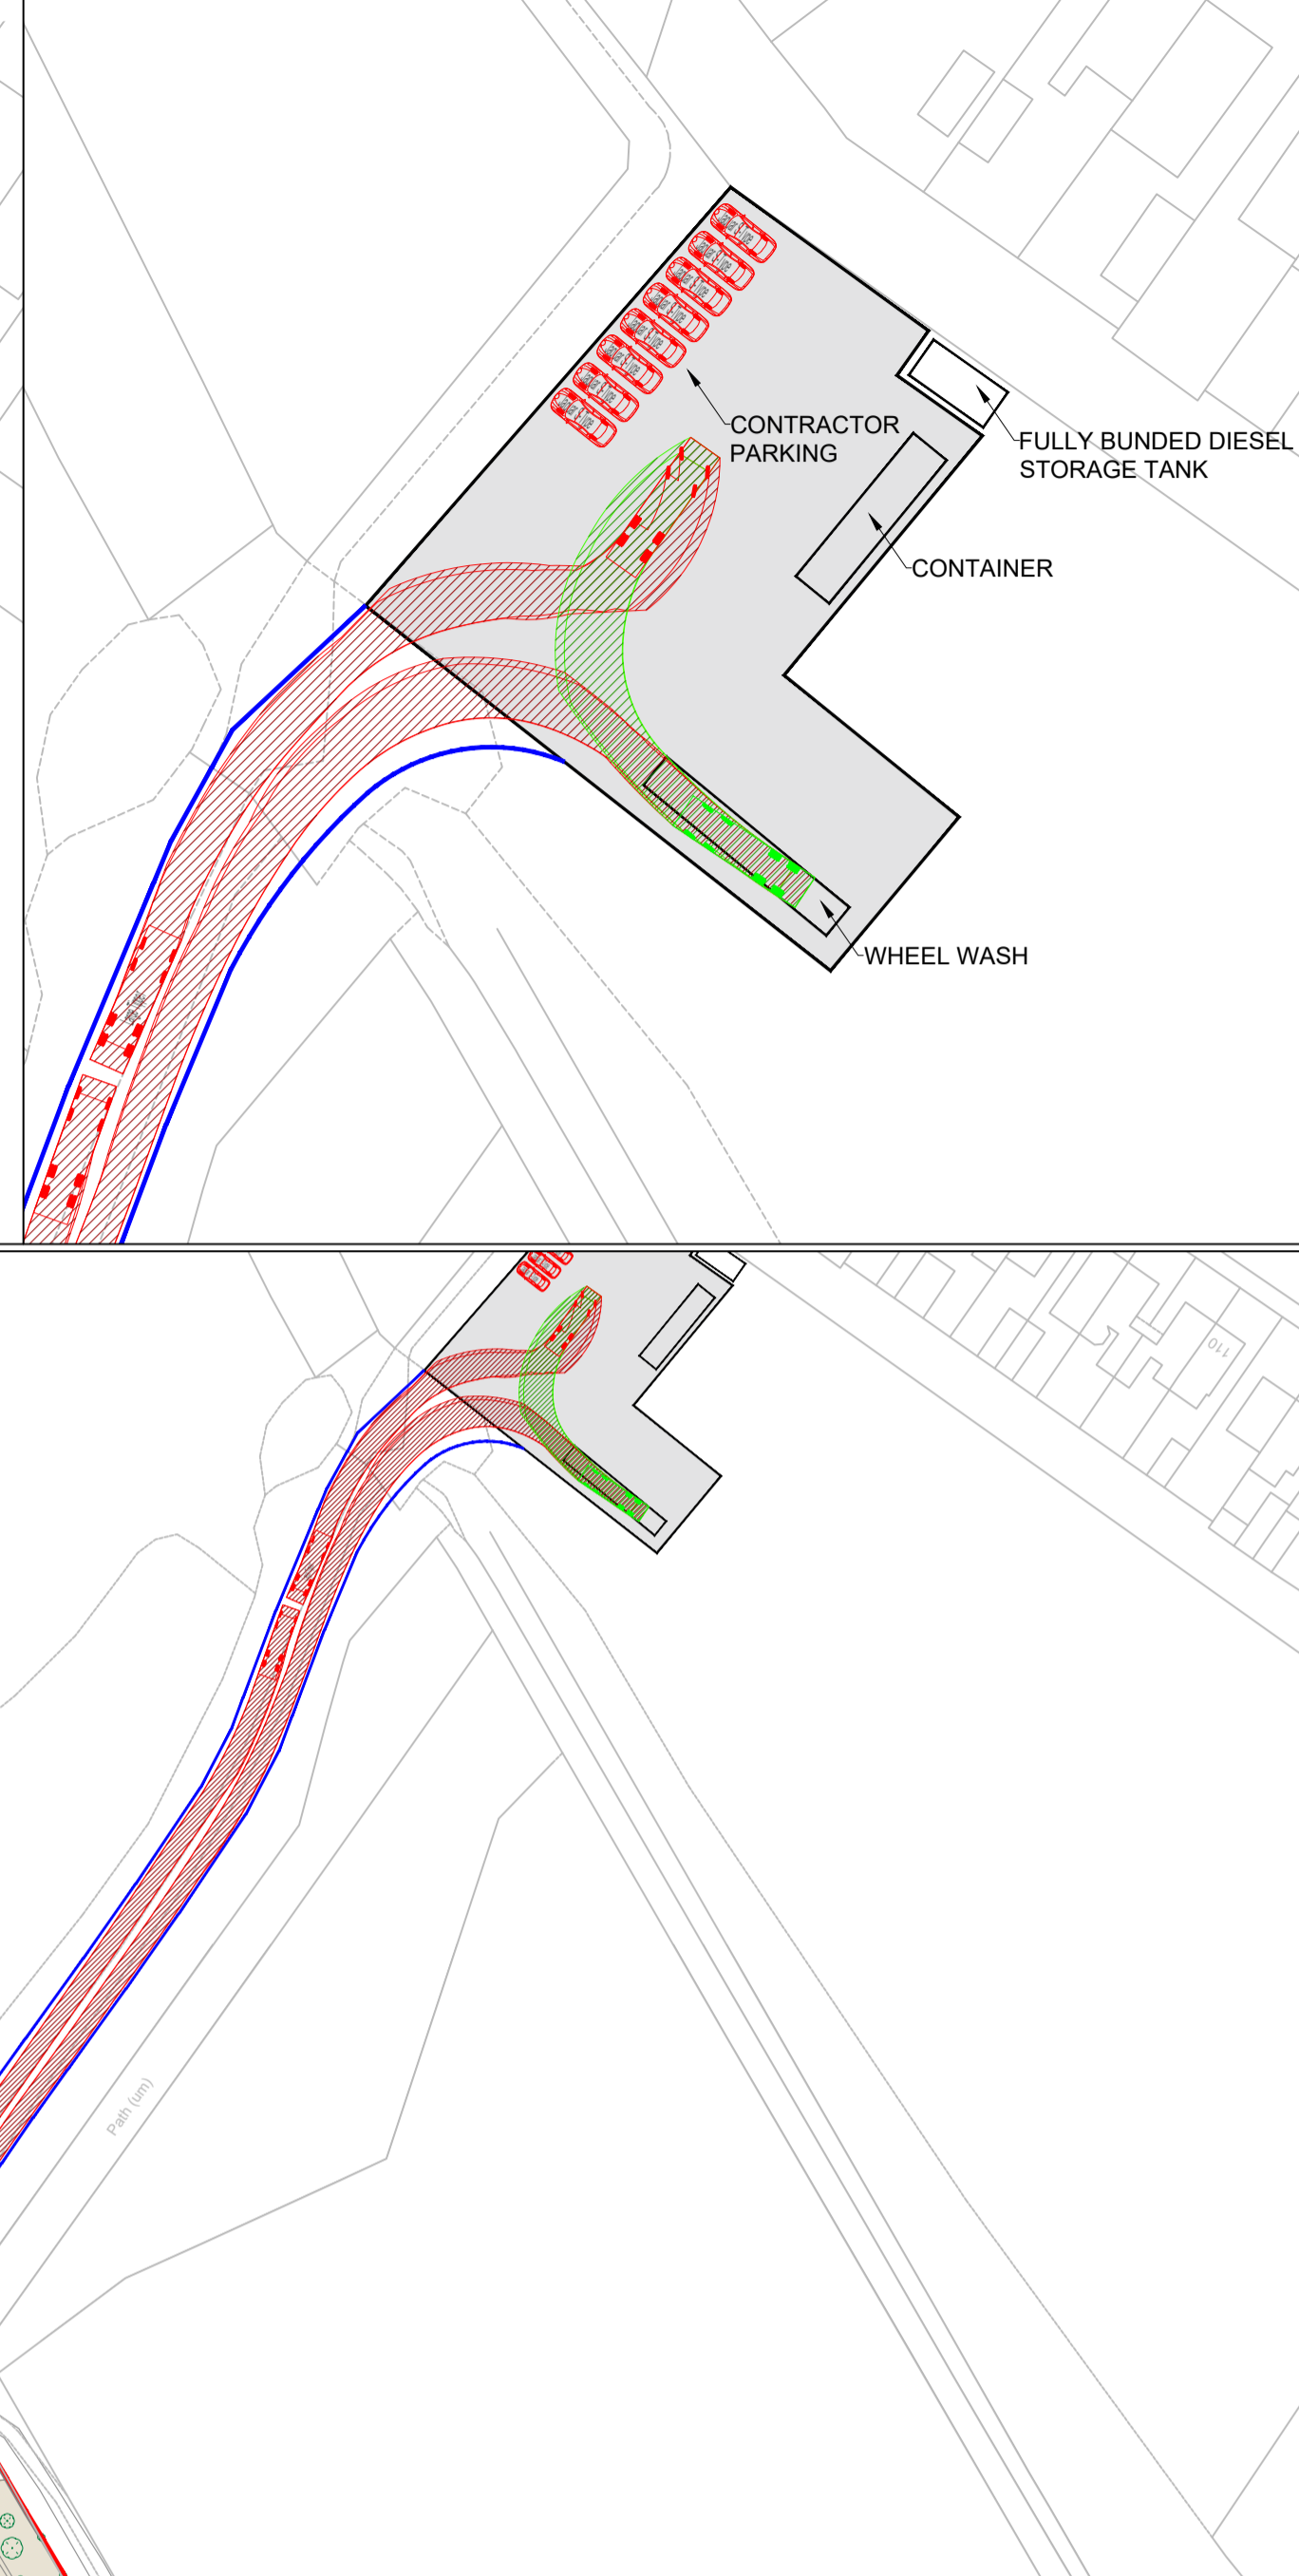 CONTRACTOR
PARKING
FULLY BUNDED DIESEL
STORAGE TANK
CONTAINER
WHEEL WASH
110
Path (um)